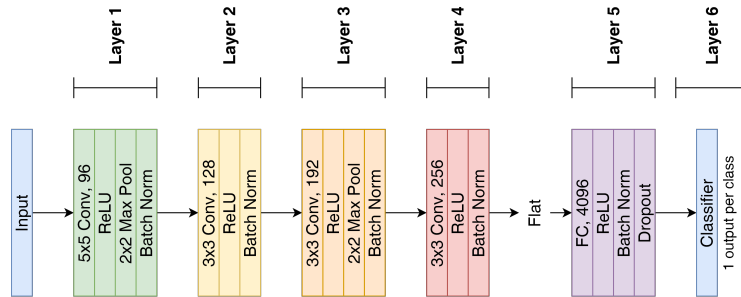 Layer 1
Layer 2
Layer 3
Layer 4
Layer 5
Layer 6
Input
5x5 Conv, 96
ReLU
2x2 Max Pool
Batch Norm
3x3 Conv, 128
ReLU
Batch Norm
3x3 Conv, 192
ReLU
2x2 Max Pool
Batch Norm
3x3 Conv, 256
ReLU
Batch Norm
Flat
FC, 4096
ReLU
Batch Norm
Dropout
Classifier
1 output per class